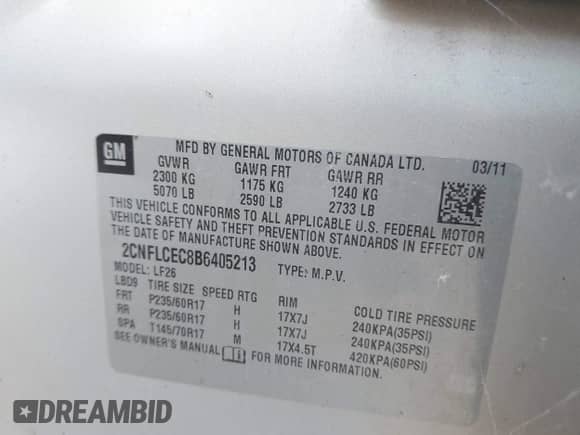 GM
MFD BY GENERAL MOTORS OF CANADA LTD. 03/11
GVWR GAWR FRT GAWR RR
2300 KG 1175 KG 1240 KG
5070 LB 2590 LB 2733 LB
THIS VEHICLE CONFORMS TO ALL APPLICABLE U.S. FEDERAL MOTOR
VEHICLE SAFETY AND THEFT PREVENTION STANDARDS IN EFFECT ON
THE DATE OF MANUFACTURE SHOWN ABOVE.
2CNFLCEC8B6405213 TYPE: M.P.V.
MODEL: LF26
LBD9 TIRE SIZE SPEED RTG RIM COLD TIRE PRESSURE
FRT P235/60R17 H 17X7J 240KPA(35PSI)
RR P235/60R17 H 17X7J 240KPA(35PSI)
SPA T145/70R17 M 17X4.5T 420KPA(60PSI)
SEE OWNER'S MANUAL FOR MORE INFORMATION.
DREAMBID